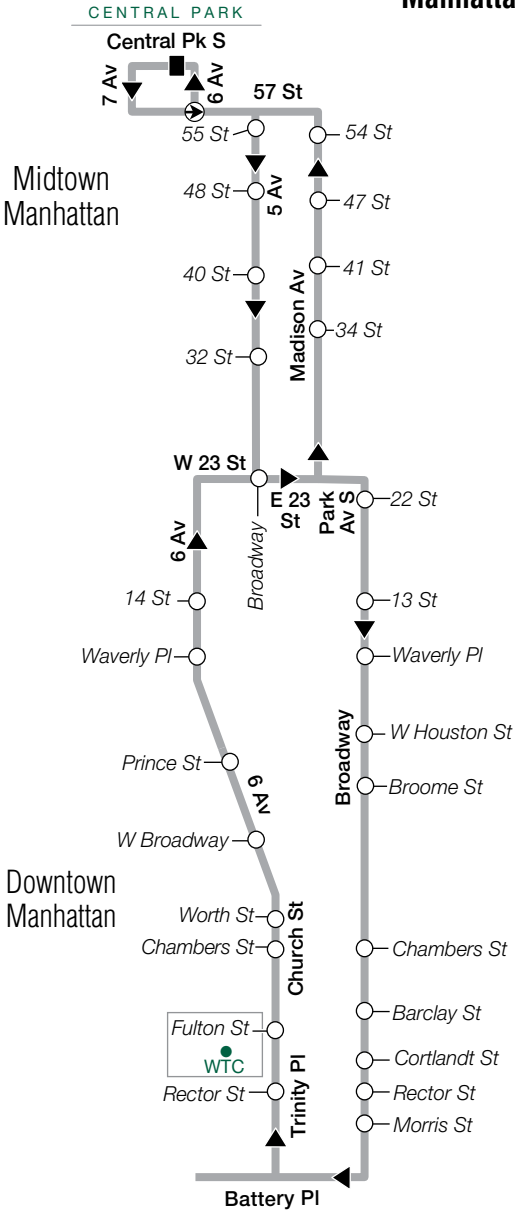 Manhatta
CENTRAL PARK
Central Pk S
7 Av
6 Av
57 St
55 St
54 St
Midtown
Manhattan
48 St
5 Av
47 St
40 St
41 St
Madison Av
34 St
32 St
W 23 St
E 23
St
Park
Av S
22 St
6 Av
Broadway
14 St
13 St
Waverly Pl
Waverly Pl
Broadway
W Houston St
Prince St
6 Av
Broome St
W Broadway
Downtown
Manhattan
Worth St
Church St
Chambers St
Chambers St
Fulton St
WTC
Barclay St
Cortlandt St
Trinity Pl
Rector St
Rector St
Morris St
Battery Pl